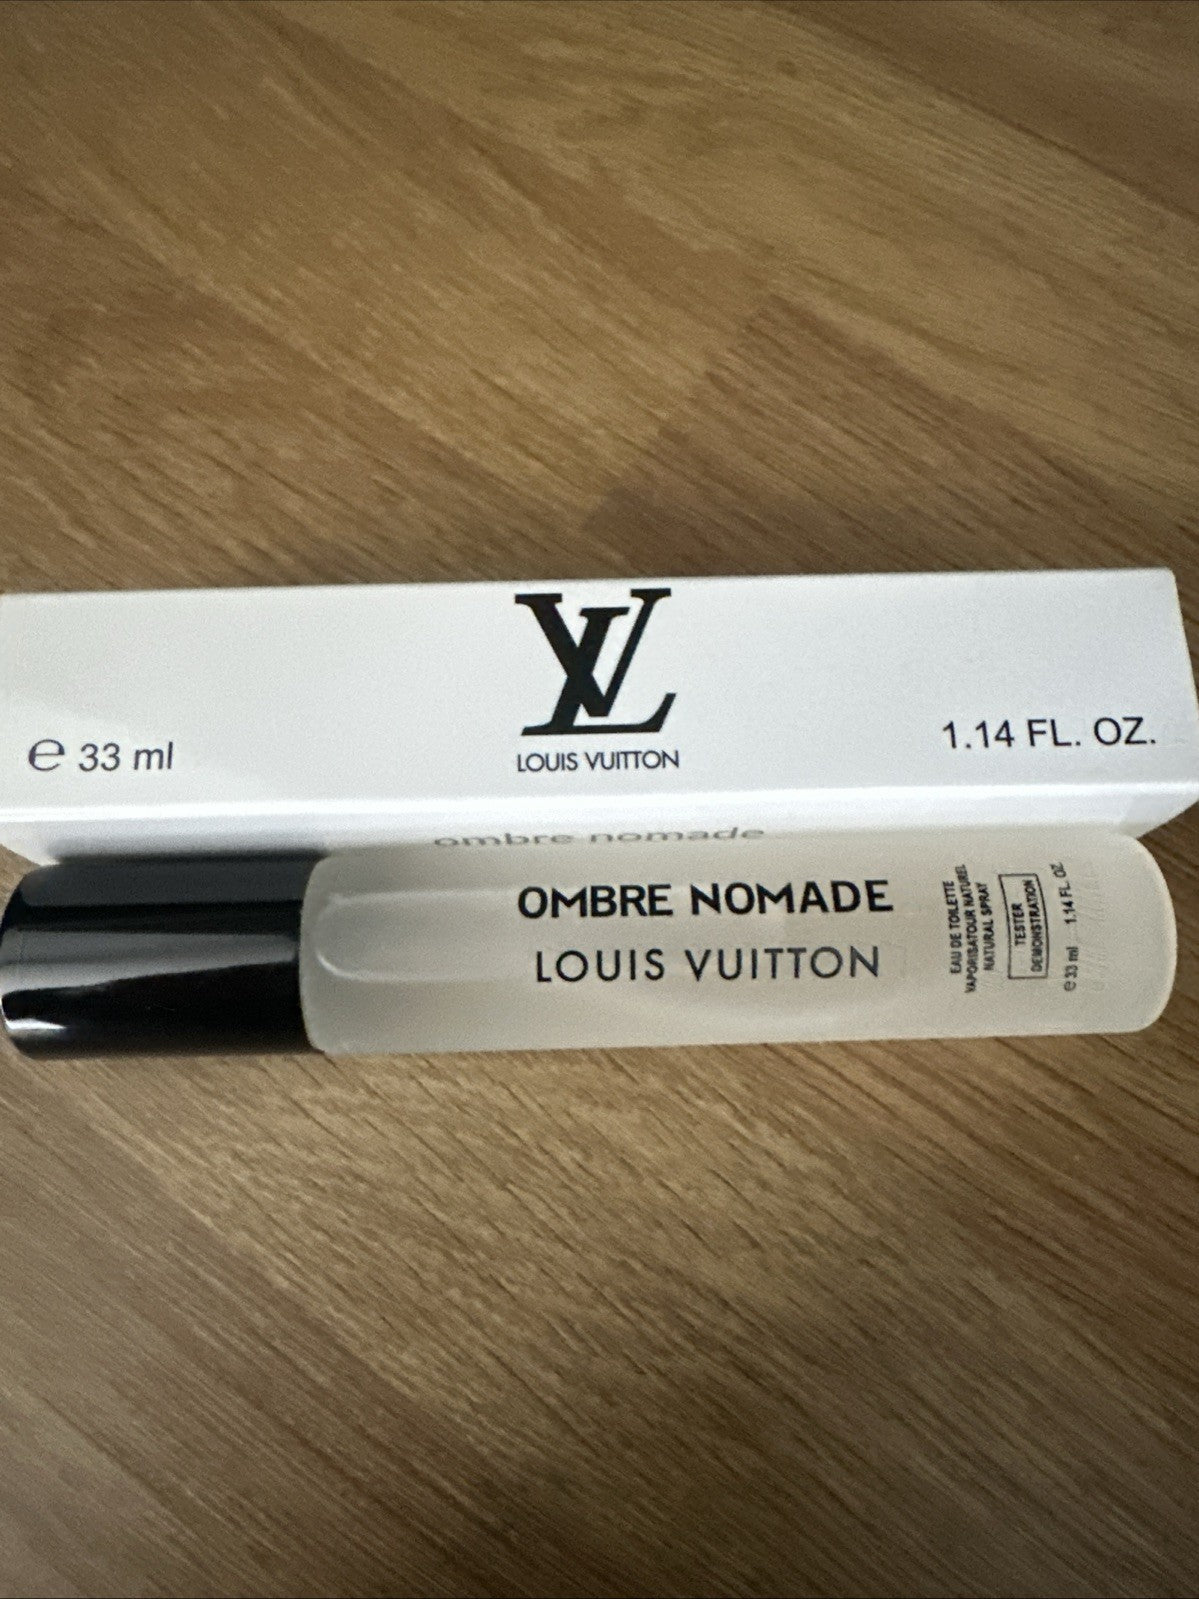 LV
LOUIS VUITTON
e 33 ml
1.14 FL. OZ.
ombre nomade
OMBRE NOMADE
LOUIS VUITTON
EAU DE TOILETTE
VAPORISATOUR NATUREL
NATURAL SPRAY
TESTER
DEMONSTRATION
e 33 ml 1.14 FL. OZ